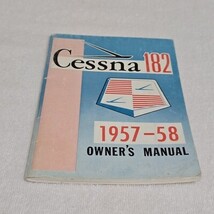 Cessna 182
1957-58
OWNER'S MANUAL